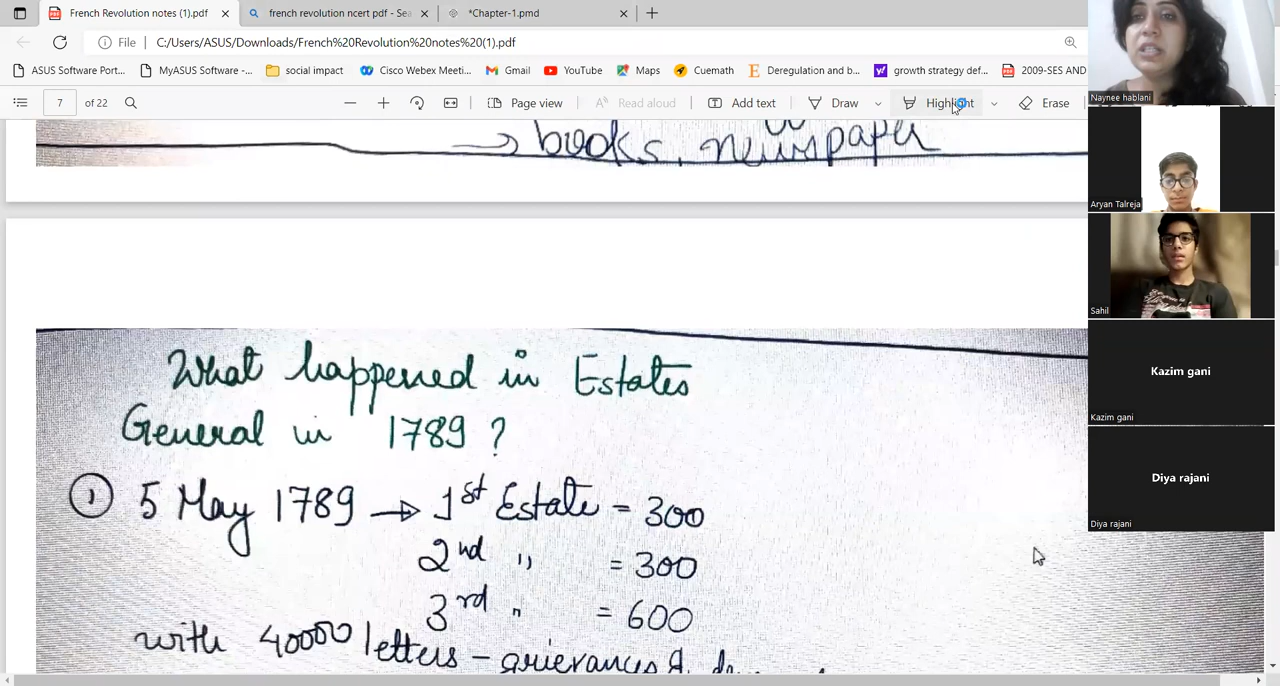 French Revolution notes (1).pdf
french revolution ncert pdf - Sea
*Chapter-1.pmd
File
C:/Users/ASUS/Downloads/French%20Revolution%20notes%20(1).pdf
ASUS Software Port...
MyASUS Software -...
social impact
Cisco Webex Meeti...
Gmail
YouTube
Maps
Cuemath
Deregulation and b...
growth strategy def...
2009-SES AND
7 of 22
Page view
Read aloud
Add text
Draw
Highlight
Erase
→ books, newspaper
What happened in Estates
General in 1789 ?
① 5 May 1789 → 1st Estate = 300
2nd " = 300
3rd " = 600
with 40000 letters - grievances &
Naynee hablani
Aryan Talreja
Sahil
Kazim gani
Kazim gani
Diya rajani
Diya rajani